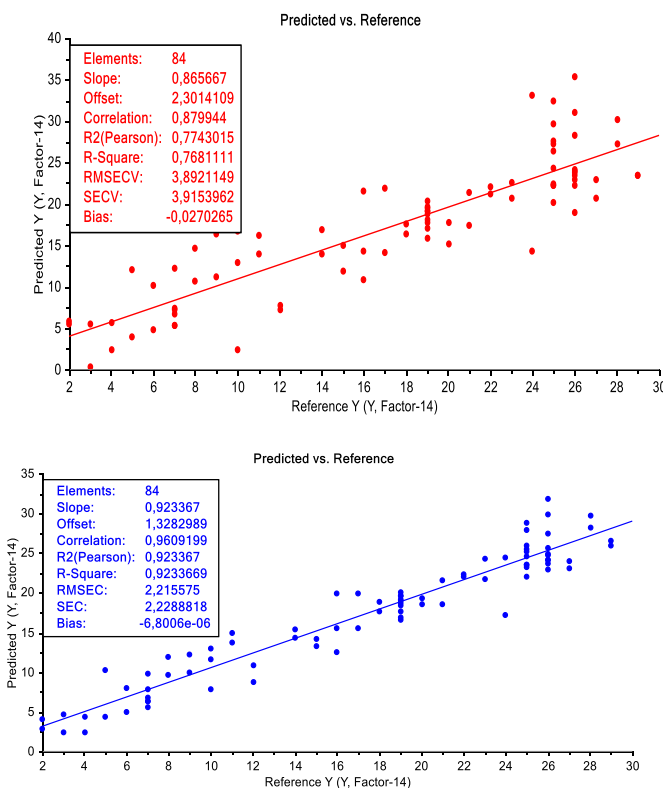 Predicted vs. Reference
40
35
30
25
20
15
10
5
0
Predicted Y (Y, Factor-14)
Elements: 84
Slope: 0,865667
Offset: 2,3014109
Correlation: 0,879944
R2(Pearson): 0,7743015
R-Square: 0,7681111
RMSECV: 3,8921149
SECV: 3,9153962
Bias: -0,0270265
2 4 6 8 10 12 14 16 18 20 22 24 26 28 30
Reference Y (Y, Factor-14)
Predicted vs. Reference
35
30
25
20
15
10
5
0
Predicted Y (Y, Factor-14)
Elements: 84
Slope: 0,923367
Offset: 1,3282989
Correlation: 0,9609199
R2(Pearson): 0,923367
R-Square: 0,9233669
RMSEC: 2,215575
SEC: 2,2288818
Bias: -6,8006e-06
2 4 6 8 10 12 14 16 18 20 22 24 26 28 30
Reference Y (Y, Factor-14)